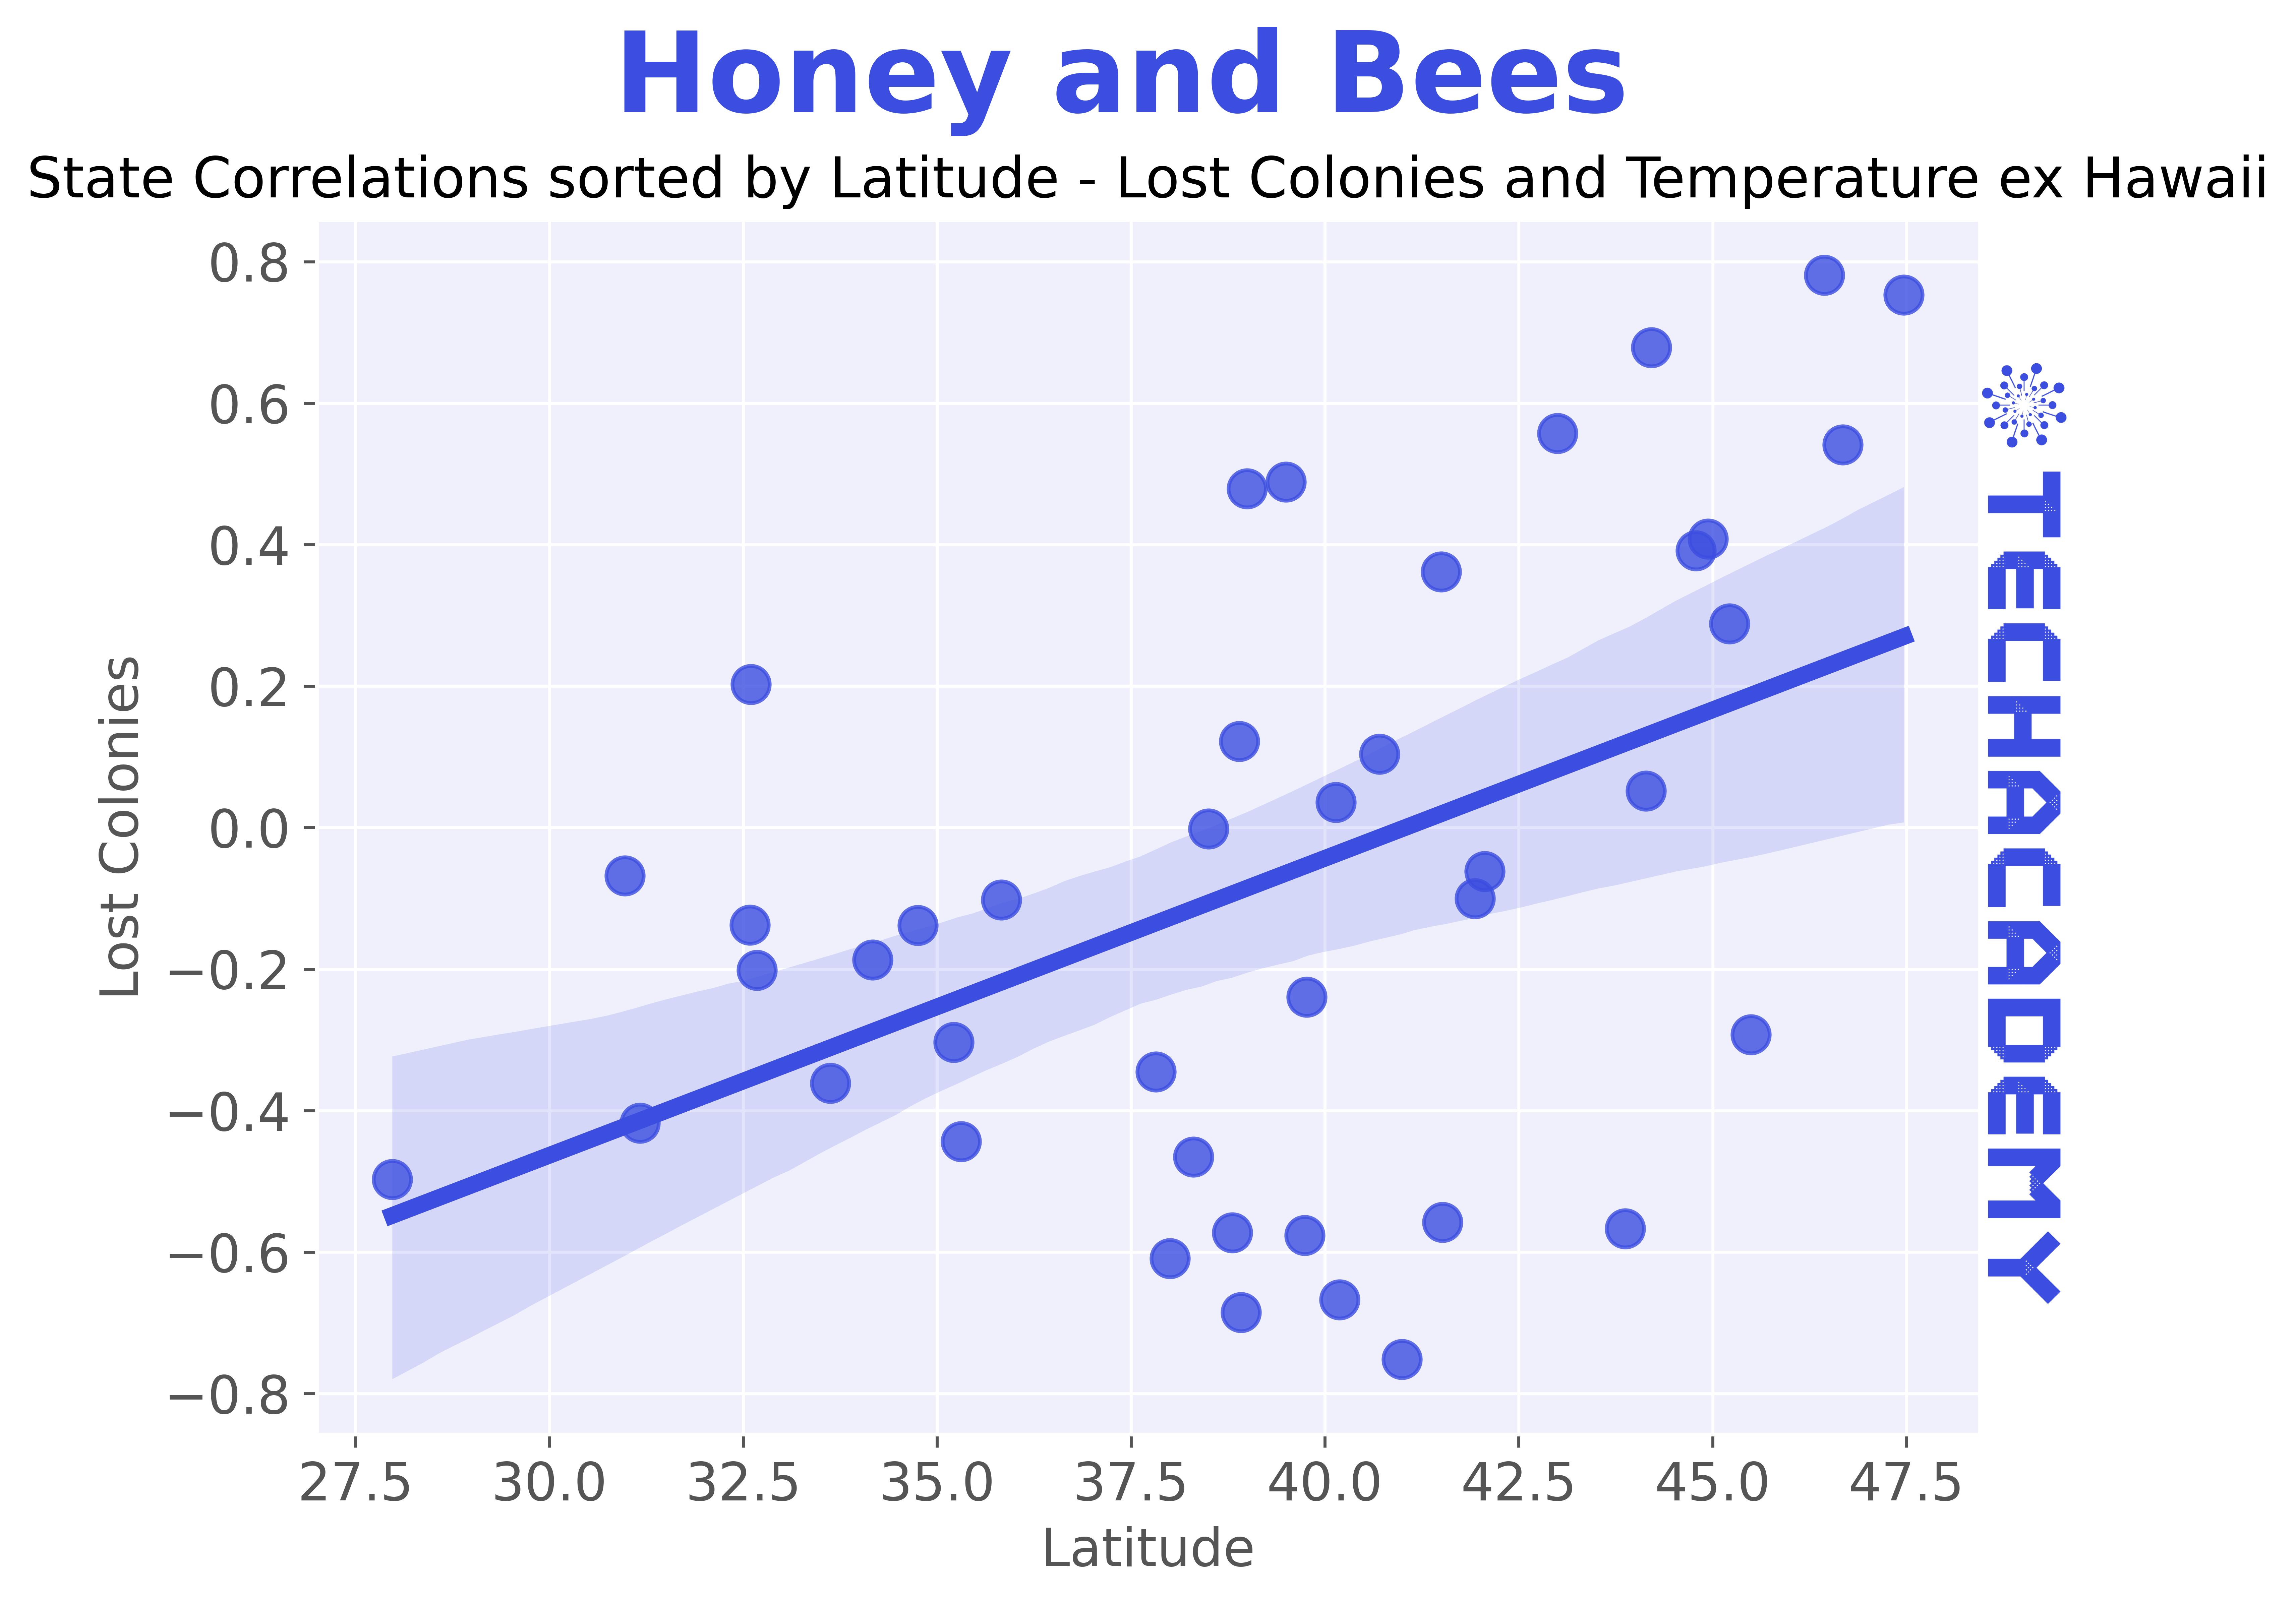 Honey and Bees
State Correlations sorted by Latitude - Lost Colonies and Temperature ex Hawaii
0.8
0.6
0.4
0.2
0.0
−0.2
−0.4
−0.6
−0.8
Lost Colonies
27.5 30.0 32.5 35.0 37.5 40.0 42.5 45.0 47.5
Latitude
TECHACADEMY